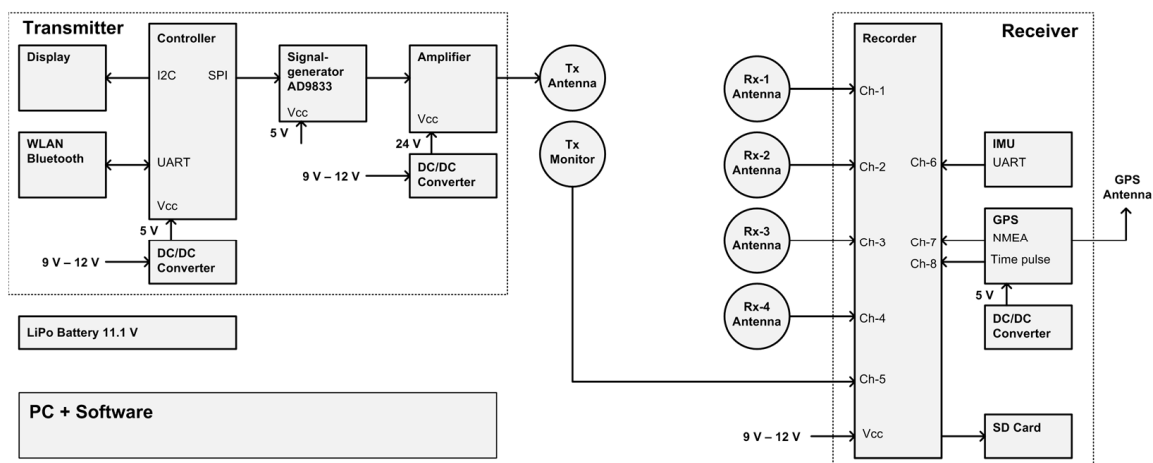 Transmitter
Display
WLAN
Bluetooth
Controller
I2C
SPI
UART
Vcc
5 V
9 V – 12 V
DC/DC
Converter
Signal-
generator
AD9833
Vcc
5 V
Amplifier
Vcc
24 V
9 V – 12 V
DC/DC
Converter
Tx
Antenna
Tx
Monitor
LiPo Battery 11.1 V
PC + Software
Rx-1
Antenna
Rx-2
Antenna
Rx-3
Antenna
Rx-4
Antenna
Receiver
Recorder
Ch-1
Ch-2
Ch-3
Ch-4
Ch-5
Vcc
9 V – 12 V
Ch-6
Ch-7
Ch-8
IMU
UART
GPS
NMEA
Time pulse
5 V
DC/DC
Converter
SD Card
GPS
Antenna